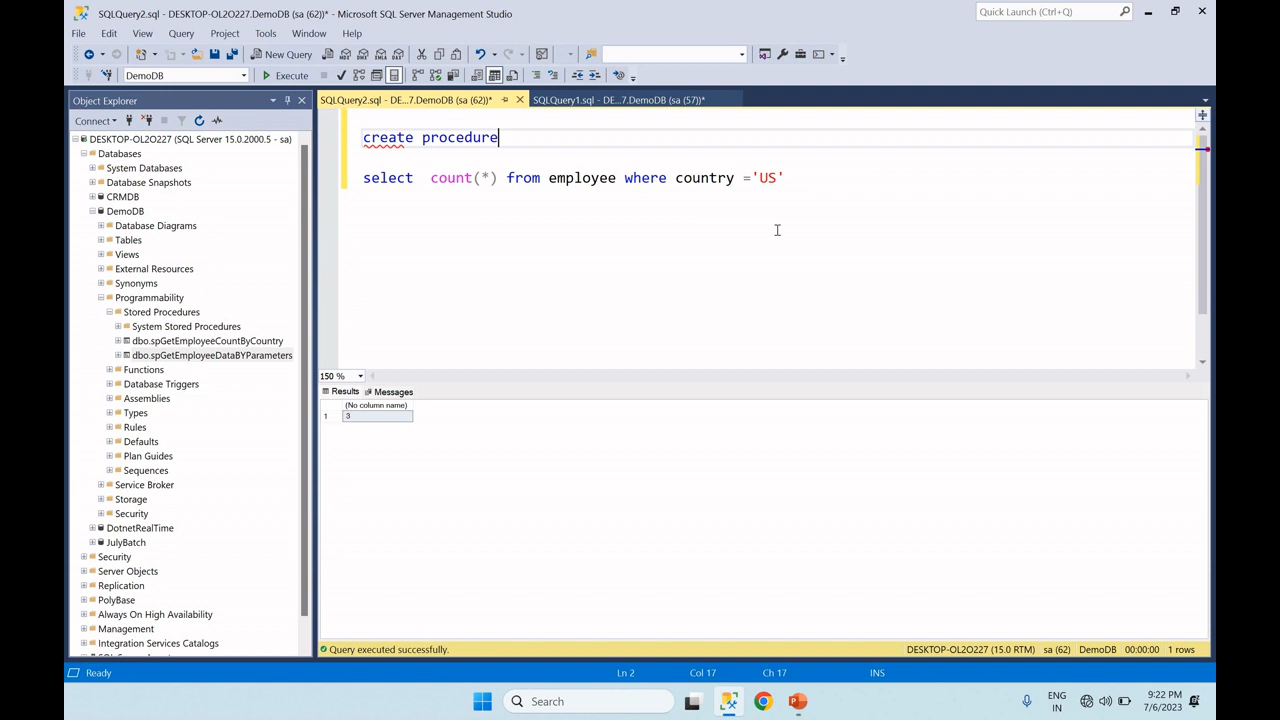 SQLQuery2.sql - DESKTOP-OL2O227.DemoDB (sa (62))* - Microsoft SQL Server Management Studio
Quick Launch (Ctrl+Q)
File Edit View Query Project Tools Window Help
New Query
DemoDB
Execute
Object Explorer
SQLQuery2.sql - DE...7.DemoDB (sa (62))*
SQLQuery1.sql - DE...7.DemoDB (sa (57))*
Connect
DESKTOP-OL2O227 (SQL Server 15.0.2000.5 - sa)
Databases
System Databases
Database Snapshots
CRMDB
DemoDB
Database Diagrams
Tables
Views
External Resources
Synonyms
Programmability
Stored Procedures
System Stored Procedures
dbo.spGetEmployeeCountByCountry
dbo.spGetEmployeeDataBYParameters
Functions
Database Triggers
Assemblies
Types
Rules
Defaults
Plan Guides
Sequences
Service Broker
Storage
Security
DotnetRealTime
JulyBatch
Security
Server Objects
Replication
PolyBase
Always On High Availability
Management
Integration Services Catalogs
create procedure
select  count(*) from employee where country ='US'
150 %
Results Messages
(No column name)
1 3
Query executed successfully.
DESKTOP-OL2O227 (15.0 RTM) sa (62) DemoDB 00:00:00 1 rows
Ready
Ln 2 Col 17 Ch 17 INS
Search
ENG
IN
9:22 PM
7/6/2023